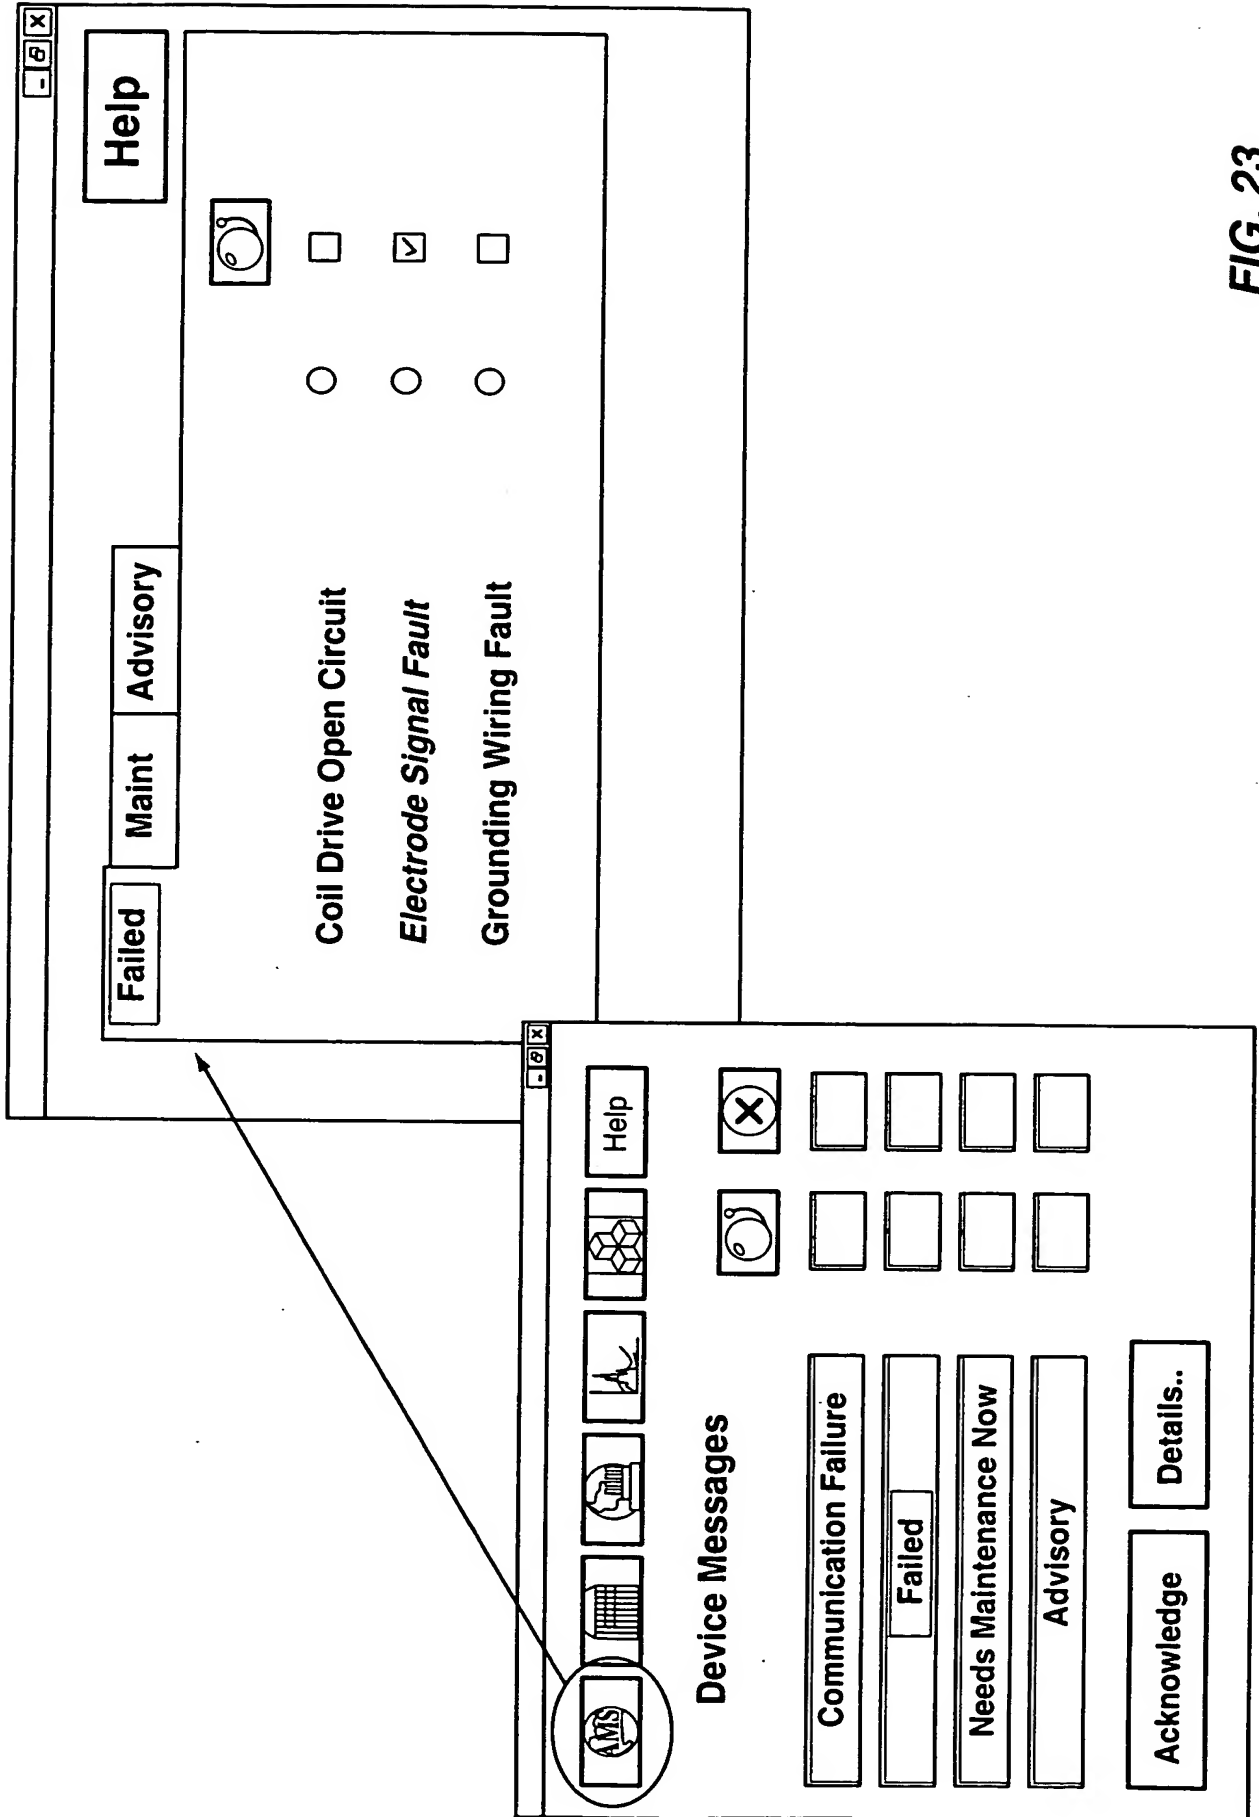 Help
Failed
Maint
Advisory
Coil Drive Open Circuit
Electrode Signal Fault
Grounding Wiring Fault
AMS
Help
Device Messages
Communication Failure
Failed
Needs Maintenance Now
Advisory
Acknowledge
Details..
FIG. 23